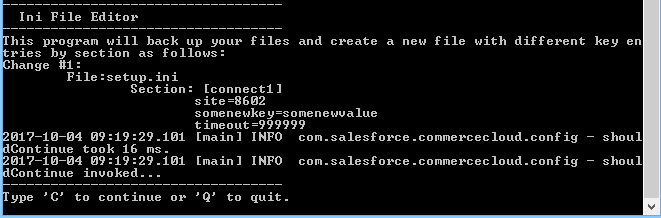 -----------------------------------
Ini File Editor
-----------------------------------
This program will back up your files and create a new file with different key en
tries by section as follows:
Change #1:
File:setup.ini
Section: [connect1]
site=8602
somenewkey=somenewvalue
timeout=999999
2017-10-04 09:19:29.101 [main] INFO  com.salesforce.commercecloud.config - shoul
dContinue took 16 ms.
2017-10-04 09:19:29.101 [main] INFO  com.salesforce.commercecloud.config - shoul
dContinue invoked...
-----------------------------------
Type 'C' to continue or 'Q' to quit.